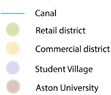 Canal
Retail district
Commercial district
Student Village
Aston University